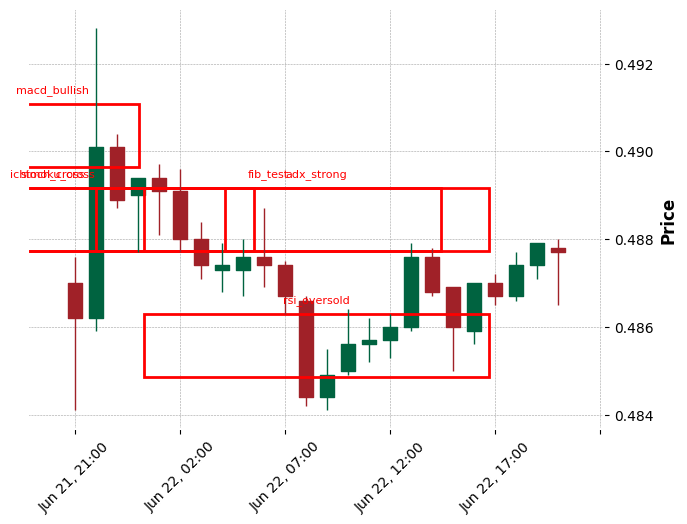 macd_bullish
fib_test
adx_strong
rsi_oversold
0.492
0.490
0.488
0.486
0.484
Price
Jun 21, 21:00
Jun 22, 02:00
Jun 22, 07:00
Jun 22, 12:00
Jun 22, 17:00